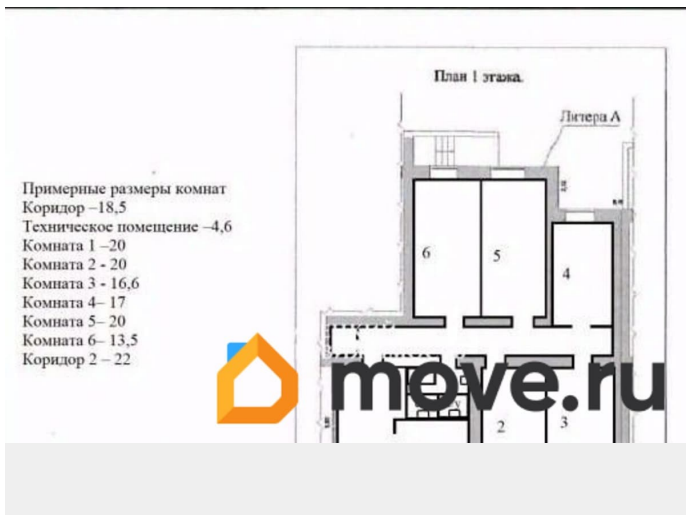 План 1 этажа.
Литера А
Примерные размеры комнат
Коридор –18,5
Техническое помещение –4,6
Комната 1 –20
Комната 2 - 20
Комната 3 - 16,6
Комната 4– 17
Комната 5– 20
Комната 6– 13,5
Коридор 2 – 22
6
5
4
move.ru
2
3